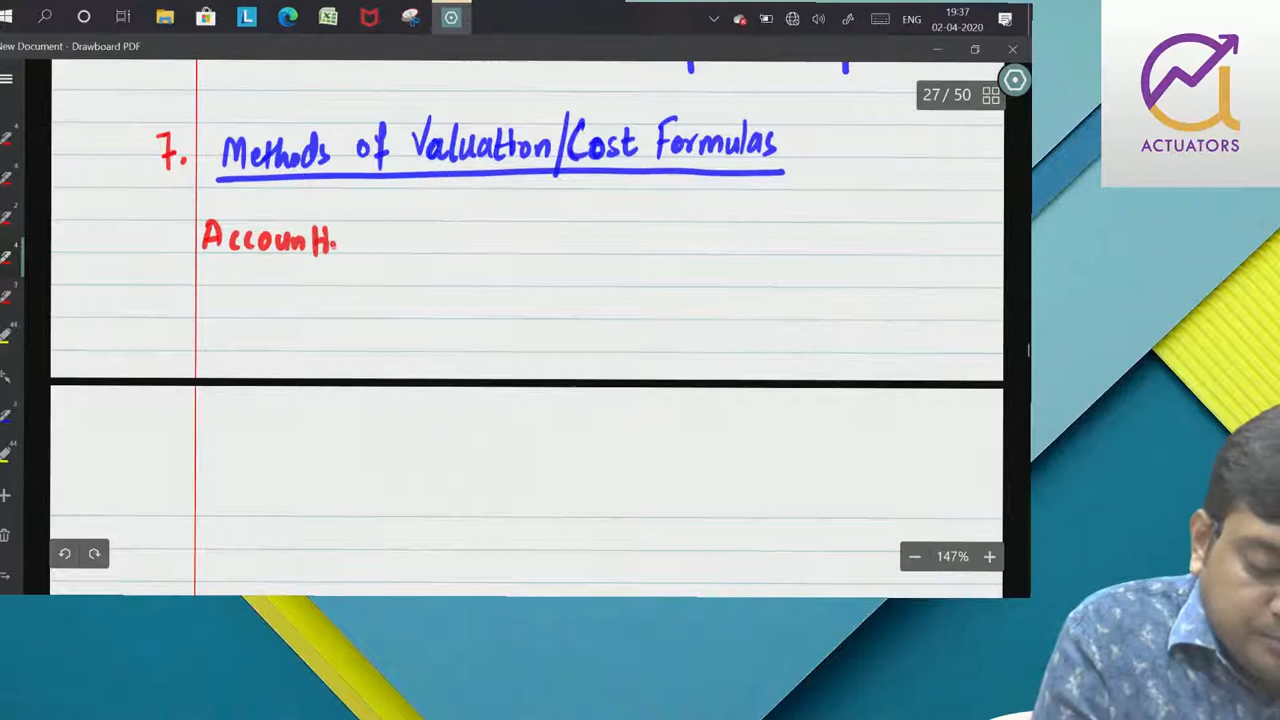 19:37
ENG
02-04-2020
New Document - Drawboard PDF
27 / 50
7. Methods of Valuation/Cost Formulas
Accounti
147%
ACTUATORS